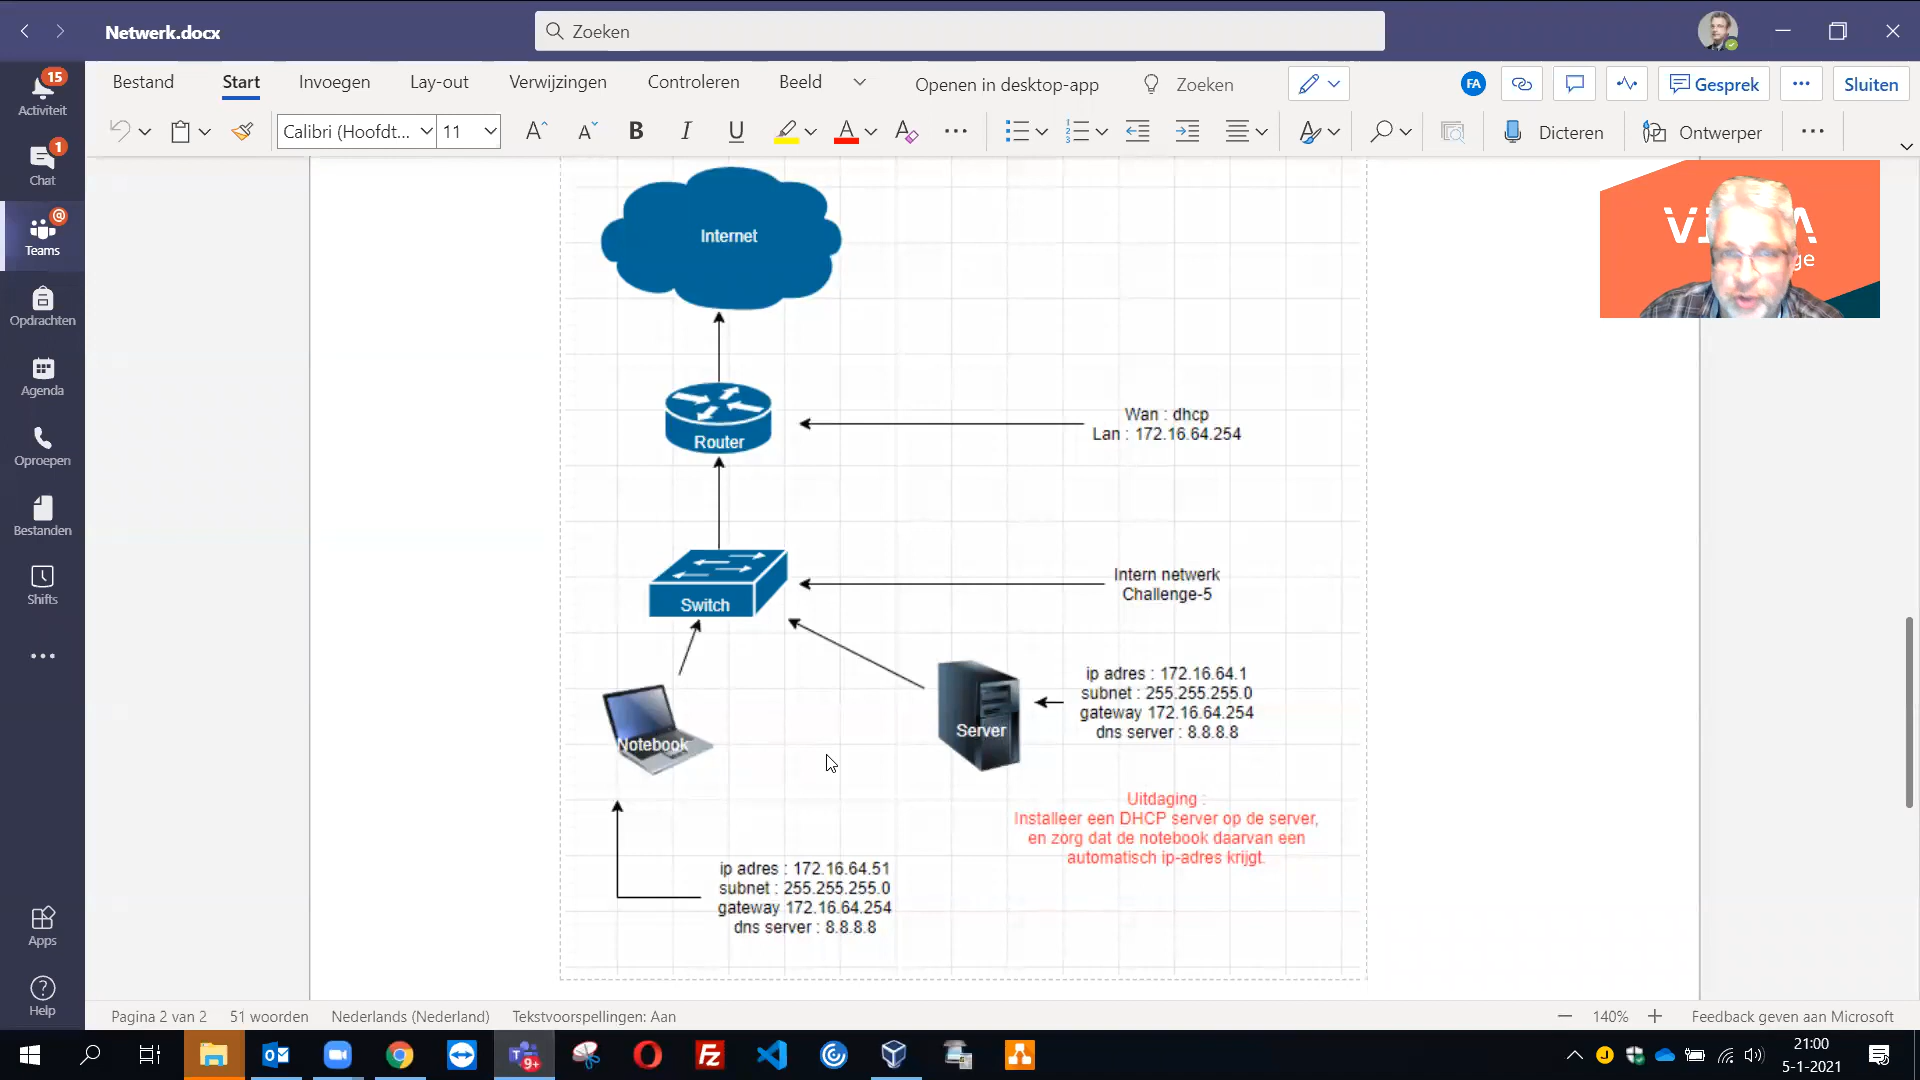 Netwerk.docx
Zoeken
Bestand Start Invoegen Lay-out Verwijzingen Controleren Beeld Openen in desktop-app Zoeken FA Gesprek Sluiten
Calibri (Hoofdt... 11 Dicteren Ontwerper
15
Activiteit
1
Chat
@
Teams
Opdrachten
Agenda
Oproepen
Bestanden
Shifts
Apps
Help
Internet
Router
Wan : dhcp
Lan : 172.16.64.254
Switch
Intern netwerk
Challenge-5
Notebook
Server
ip adres : 172.16.64.1
subnet : 255.255.255.0
gateway 172.16.64.254
dns server : 8.8.8.8
Uitdaging :
Installeer een DHCP server op de server,
en zorg dat de notebook daarvan een
automatisch ip-adres krijgt.
ip adres : 172.16.64.51
subnet : 255.255.255.0
gateway 172.16.64.254
dns server : 8.8.8.8
Pagina 2 van 2 51 woorden Nederlands (Nederland) Tekstvoorspellingen: Aan 140% Feedback geven aan Microsoft
9+
21:00
5-1-2021